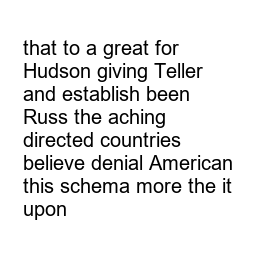 that to a great for
Hudson giving Teller
and establish been
Russ the aching
directed countries
believe denial American
this schema more the it
upon